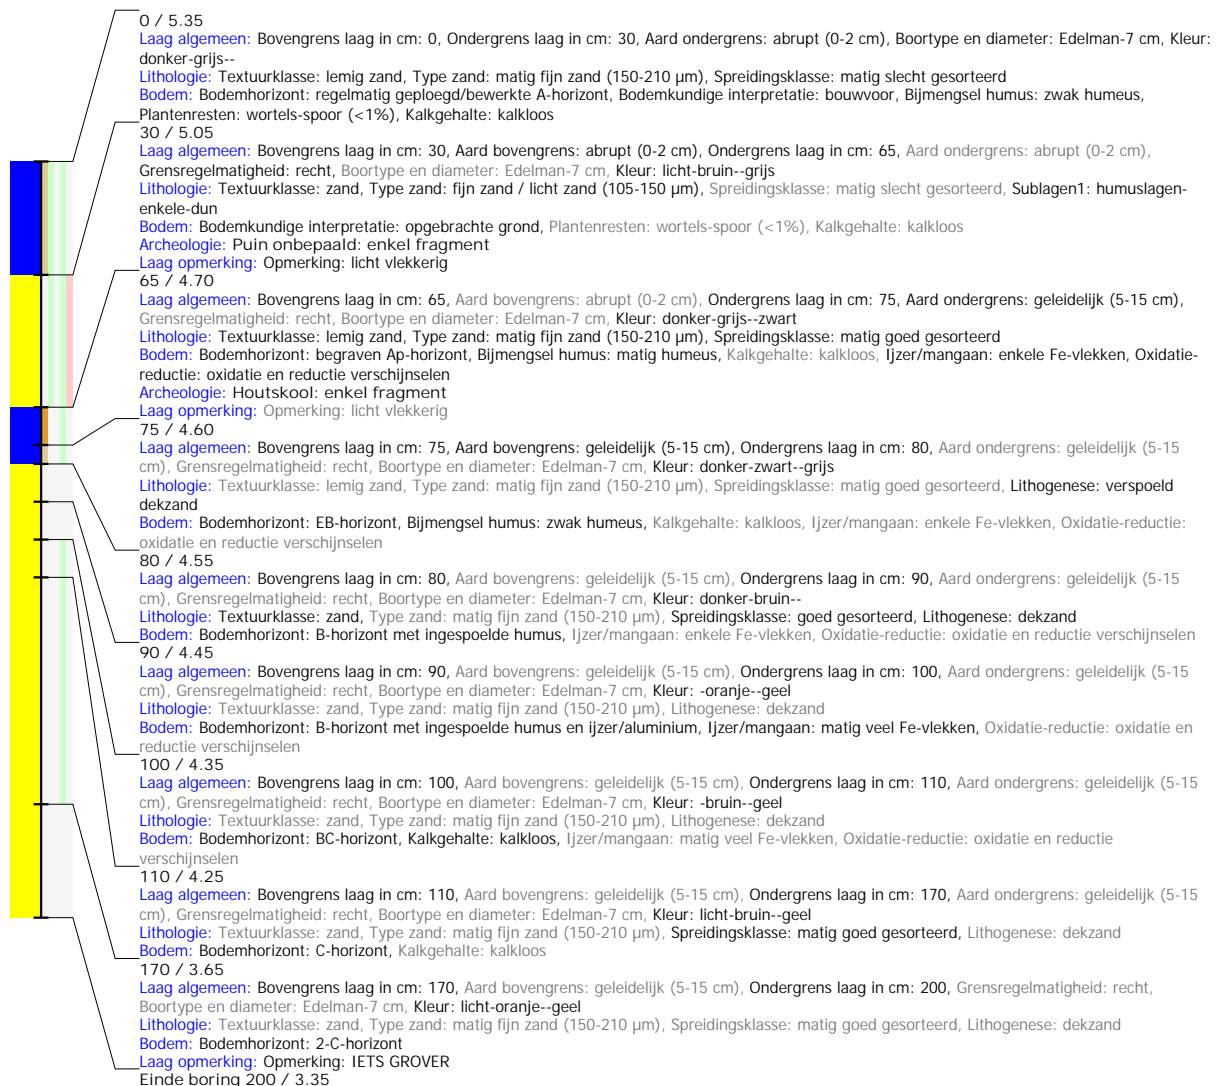 0 / 5.35
Laag algemeen: Bovengrens laag in cm: 0, Ondergrens laag in cm: 30, Aard ondergrens: abrupt (0-2 cm), Boortype en diameter: Edelman-7 cm, Kleur:
donker-grijs--
Lithologie: Textuurklasse: lemig zand, Type zand: matig fijn zand (150-210 µm), Spreidingsklasse: matig slecht gesorteerd
Bodem: Bodemhorizont: regelmatig geploegd/bewerkte A-horizont, Bodemkundige interpretatie: bouwvoor, Bijmengsel humus: zwak humeus,
Plantenresten: wortels-spoor (<1%), Kalkgehalte: kalkloos
30 / 5.05
Laag algemeen: Bovengrens laag in cm: 30, Aard bovengrens: abrupt (0-2 cm), Ondergrens laag in cm: 65, Aard ondergrens: abrupt (0-2 cm),
Grensregelmatigheid: recht, Boortype en diameter: Edelman-7 cm, Kleur: licht-bruin--grijs
Lithologie: Textuurklasse: zand, Type zand: fijn zand / licht zand (105-150 µm), Spreidingsklasse: matig slecht gesorteerd, Sublagen1: humuslagen-
enkele-dun
Bodem: Bodemkundige interpretatie: opgebrachte grond, Plantenresten: wortels-spoor (<1%), Kalkgehalte: kalkloos
Archeologie: Puin onbepaald: enkel fragment
Laag opmerking: Opmerking: licht vlekkerig
65 / 4.70
Laag algemeen: Bovengrens laag in cm: 65, Aard bovengrens: abrupt (0-2 cm), Ondergrens laag in cm: 75, Aard ondergrens: geleidelijk (5-15 cm),
Grensregelmatigheid: recht, Boortype en diameter: Edelman-7 cm, Kleur: donker-grijs--zwart
Lithologie: Textuurklasse: lemig zand, Type zand: matig fijn zand (150-210 µm), Spreidingsklasse: matig goed gesorteerd
Bodem: Bodemhorizont: begraven Ap-horizont, Bijmengsel humus: matig humeus, Kalkgehalte: kalkloos, Ijzer/mangaan: enkele Fe-vlekken, Oxidatie-
reductie: oxidatie en reductie verschijnselen
Archeologie: Houtskool: enkel fragment
Laag opmerking: Opmerking: licht vlekkerig
75 / 4.60
Laag algemeen: Bovengrens laag in cm: 75, Aard bovengrens: geleidelijk (5-15 cm), Ondergrens laag in cm: 80, Aard ondergrens: geleidelijk (5-15
cm), Grensregelmatigheid: recht, Boortype en diameter: Edelman-7 cm, Kleur: donker-zwart--grijs
Lithologie: Textuurklasse: lemig zand, Type zand: matig fijn zand (150-210 µm), Spreidingsklasse: matig goed gesorteerd, Lithogenese: verspoeld
dekzand
Bodem: Bodemhorizont: EB-horizont, Bijmengsel humus: zwak humeus, Kalkgehalte: kalkloos, Ijzer/mangaan: enkele Fe-vlekken, Oxidatie-reductie:
oxidatie en reductie verschijnselen
80 / 4.55
Laag algemeen: Bovengrens laag in cm: 80, Aard bovengrens: geleidelijk (5-15 cm), Ondergrens laag in cm: 90, Aard ondergrens: geleidelijk (5-15
cm), Grensregelmatigheid: recht, Boortype en diameter: Edelman-7 cm, Kleur: donker-bruin--
Lithologie: Textuurklasse: zand, Type zand: matig fijn zand (150-210 µm), Spreidingsklasse: goed gesorteerd, Lithogenese: dekzand
Bodem: Bodemhorizont: B-horizont met ingespoelde humus, Ijzer/mangaan: enkele Fe-vlekken, Oxidatie-reductie: oxidatie en reductie verschijnselen
90 / 4.45
Laag algemeen: Bovengrens laag in cm: 90, Aard bovengrens: geleidelijk (5-15 cm), Ondergrens laag in cm: 100, Aard ondergrens: geleidelijk (5-15
cm), Grensregelmatigheid: recht, Boortype en diameter: Edelman-7 cm, Kleur: -oranje--geel
Lithologie: Textuurklasse: zand, Type zand: matig fijn zand (150-210 µm), Lithogenese: dekzand
Bodem: Bodemhorizont: B-horizont met ingespoelde humus en ijzer/aluminium, Ijzer/mangaan: matig veel Fe-vlekken, Oxidatie-reductie: oxidatie en
reductie verschijnselen
100 / 4.35
Laag algemeen: Bovengrens laag in cm: 100, Aard bovengrens: geleidelijk (5-15 cm), Ondergrens laag in cm: 110, Aard ondergrens: geleidelijk (5-15
cm), Grensregelmatigheid: recht, Boortype en diameter: Edelman-7 cm, Kleur: -bruin--geel
Lithologie: Textuurklasse: zand, Type zand: matig fijn zand (150-210 µm), Lithogenese: dekzand
Bodem: Bodemhorizont: BC-horizont, Kalkgehalte: kalkloos, Ijzer/mangaan: matig veel Fe-vlekken, Oxidatie-reductie: oxidatie en reductie
verschijnselen
110 / 4.25
Laag algemeen: Bovengrens laag in cm: 110, Aard bovengrens: geleidelijk (5-15 cm), Ondergrens laag in cm: 170, Aard ondergrens: geleidelijk (5-15
cm), Grensregelmatigheid: recht, Boortype en diameter: Edelman-7 cm, Kleur: licht-bruin--geel
Lithologie: Textuurklasse: zand, Type zand: matig fijn zand (150-210 µm), Spreidingsklasse: matig goed gesorteerd, Lithogenese: dekzand
Bodem: Bodemhorizont: C-horizont, Kalkgehalte: kalkloos
170 / 3.65
Laag algemeen: Bovengrens laag in cm: 170, Aard bovengrens: geleidelijk (5-15 cm), Ondergrens laag in cm: 200, Grensregelmatigheid: recht,
Boortype en diameter: Edelman-7 cm, Kleur: licht-oranje--geel
Lithologie: Textuurklasse: zand, Type zand: matig fijn zand (150-210 µm), Spreidingsklasse: matig goed gesorteerd, Lithogenese: dekzand
Bodem: Bodemhorizont: 2-C-horizont
Laag opmerking: Opmerking: IETS GROVER
Einde boring 200 / 3.35